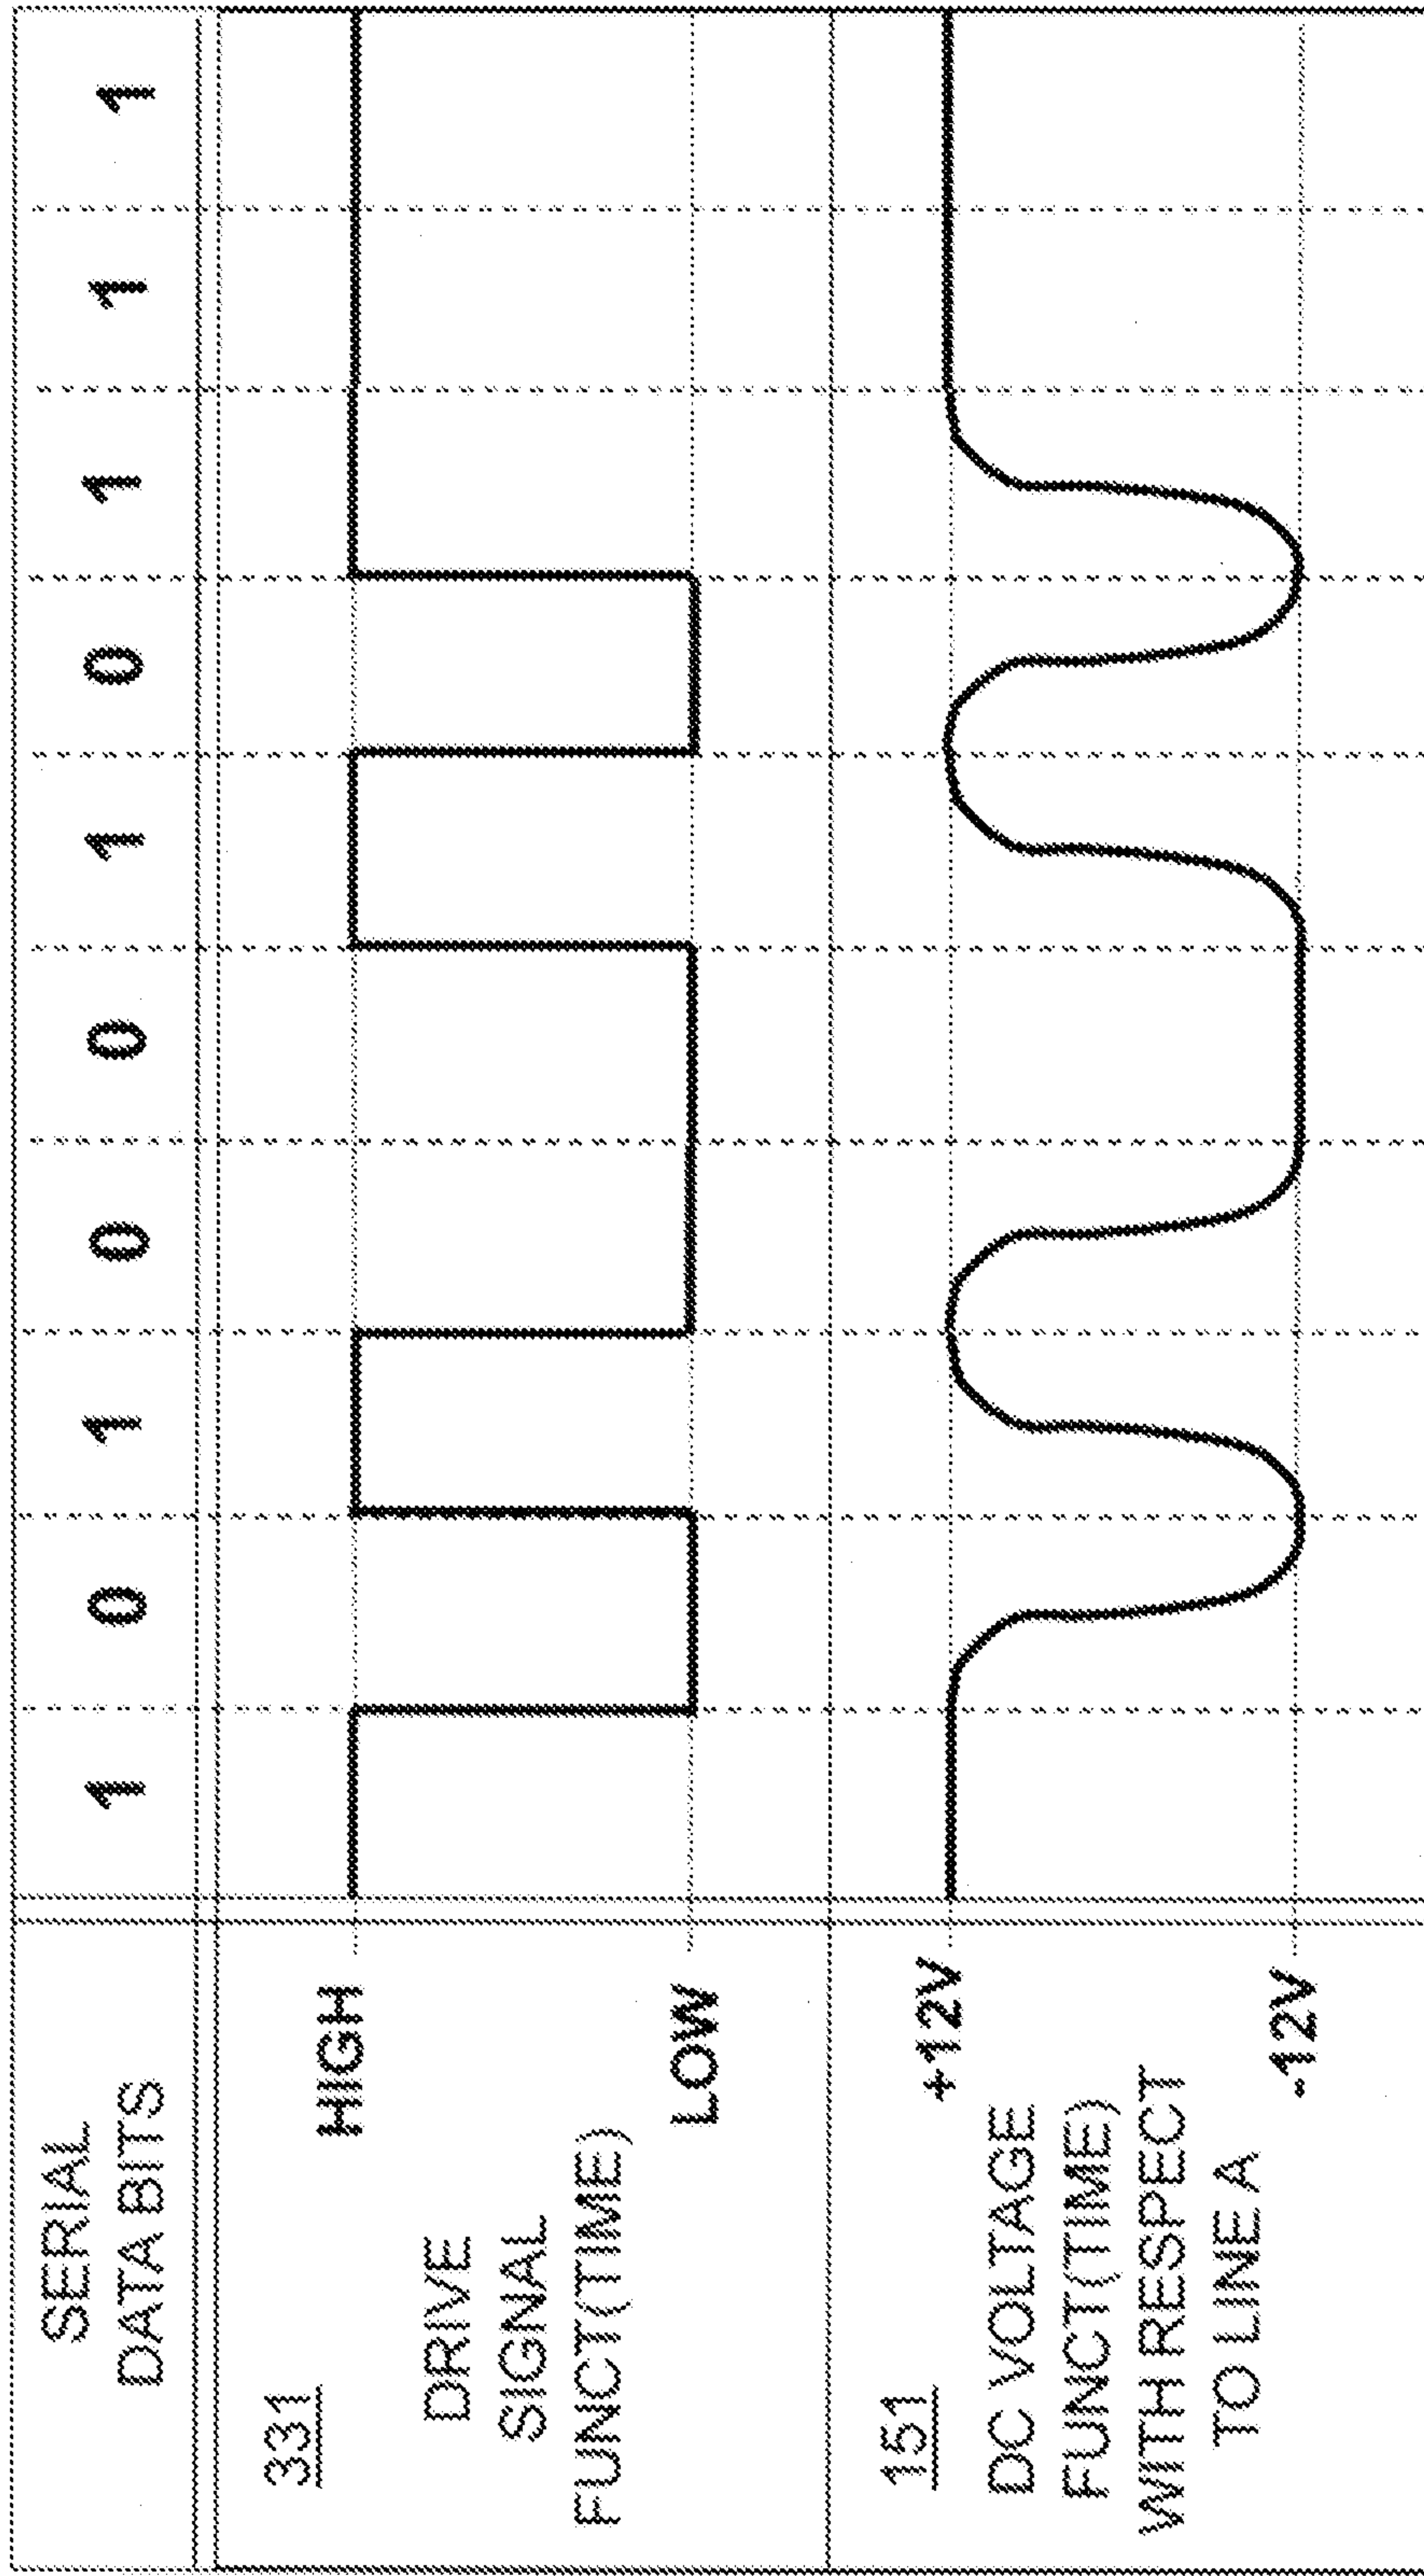 SERIAL
DATA BITS
1 0 1 0 0 1 0 1 1 1
331
HIGH
DRIVE
SIGNAL
FUNCT(TIME)
LOW
151
+12V
DC VOLTAGE
FUNCT(TIME)
WITH RESPECT
TO LINE A
-12V